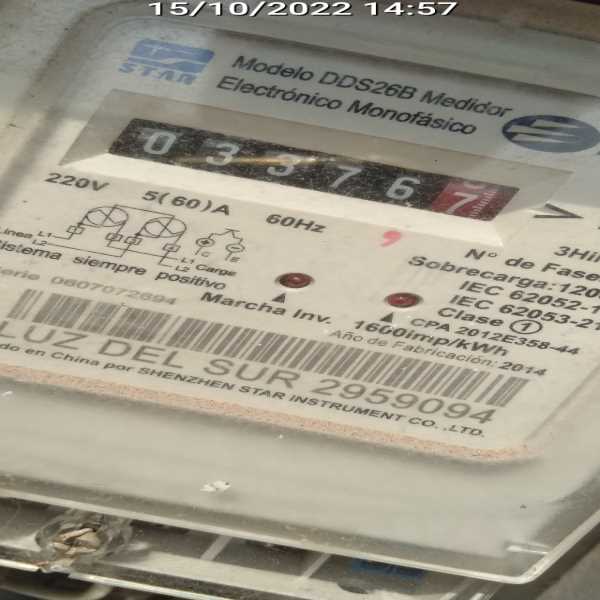 15/10/2022 14:57
STAR
Modelo DDS26B Medidor
Electrónico Monofásico
0 3 3 7 6 7
220V 5(60)A 60Hz
,
L1
L2
L1 Carga
L2
C E
Sistema siempre positivo
Serie 0607072694
Marcha Inv. 1600imp/kWh
N° de Fase
Sobrecarga:120
IEC 62052-1
IEC 62053-21
Clase 1
CPA 2012E358-44
Año de Fabricación: 2014
LUZ DEL SUR 2959094
do en China por SHENZHEN STAR INSTRUMENT CO.,LTD.